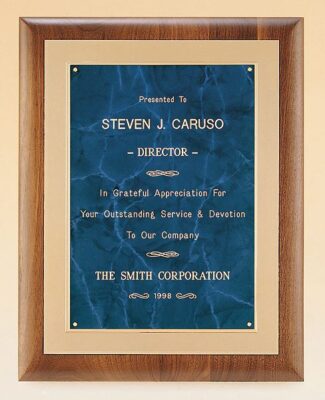 Presented To
STEVEN J. CARUSO
– DIRECTOR –
In Grateful Appreciation For
Your Outstanding Service & Devotion
To Our Company
THE SMITH CORPORATION
1998